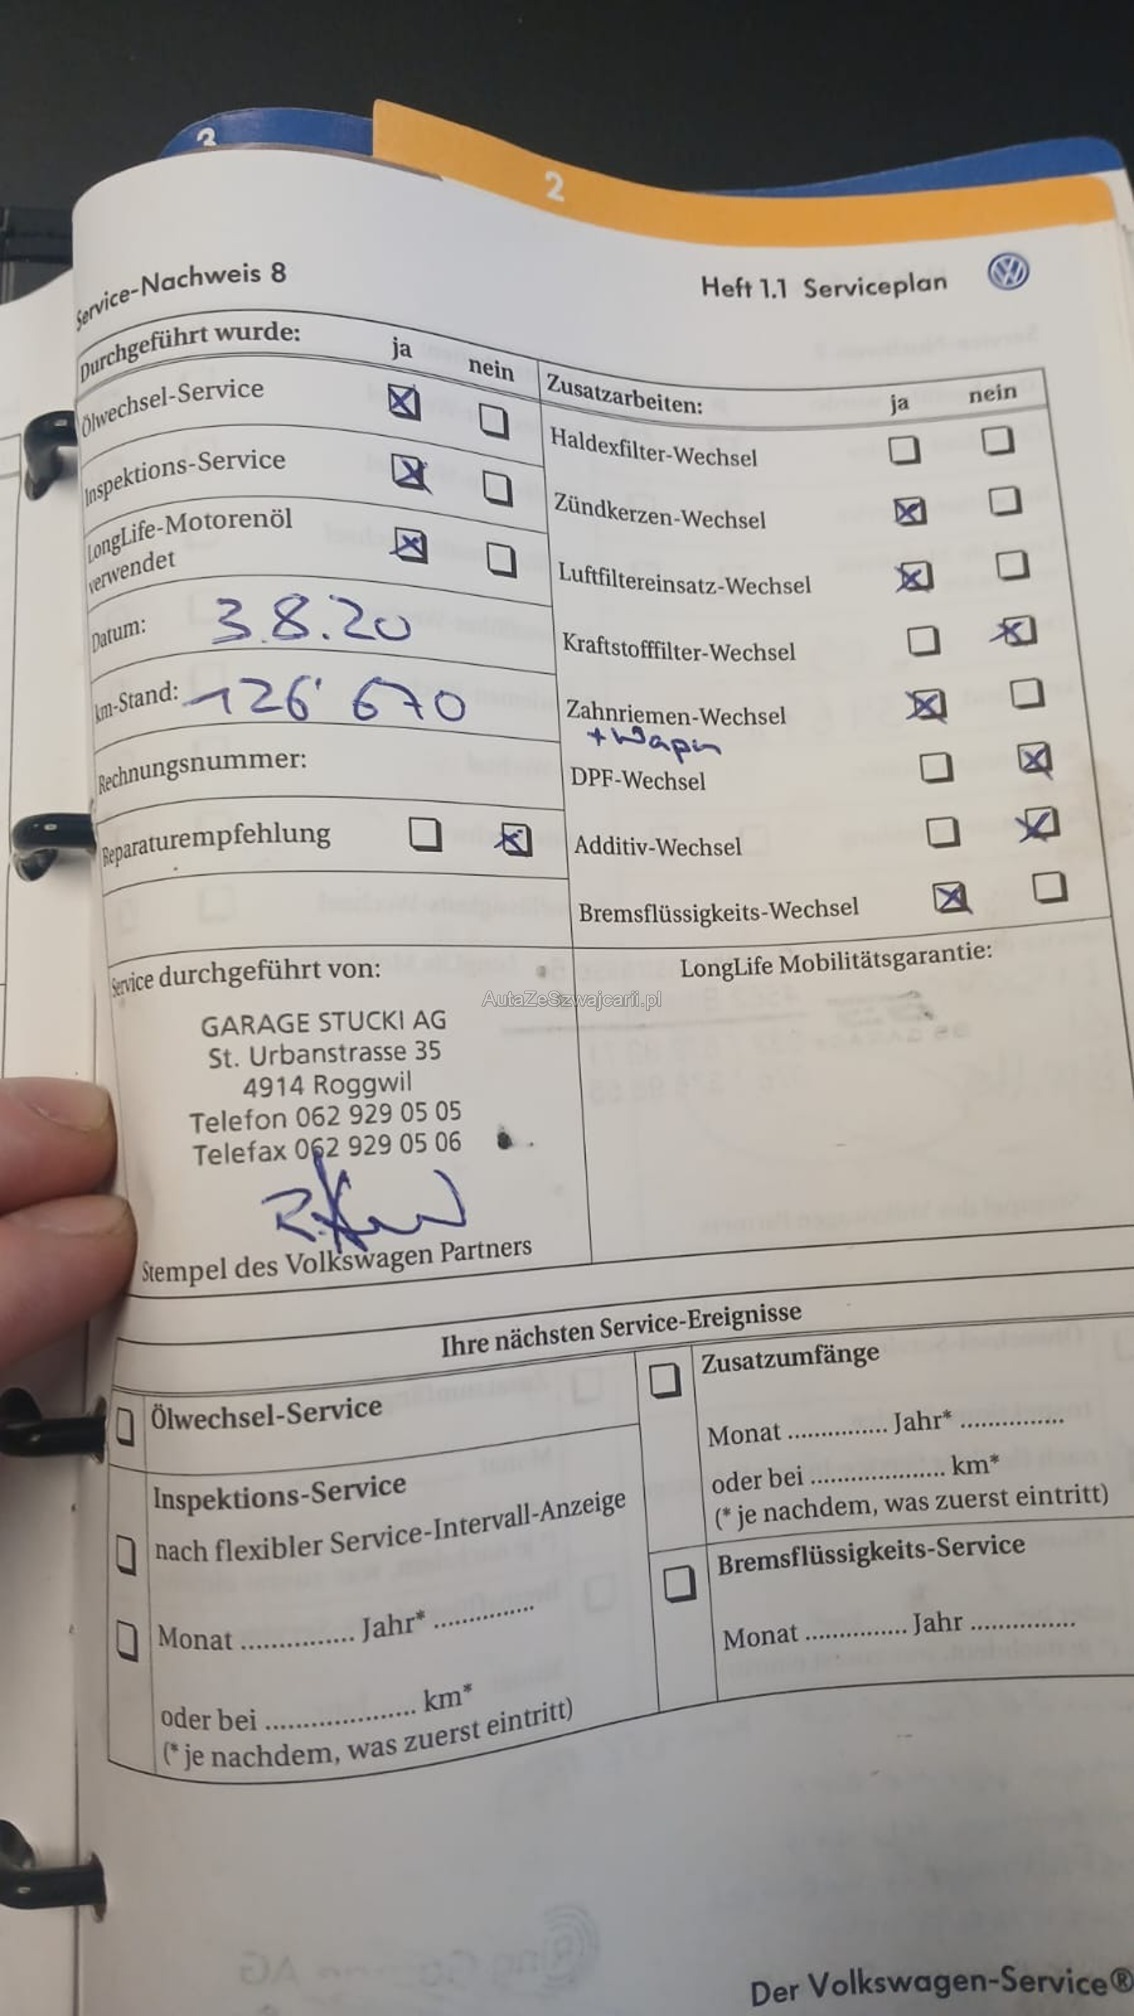 3
2
Service-Nachweis 8
Heft 1.1 Serviceplan
Durchgeführt wurde:
ja
nein
Ölwechsel-Service
Inspektions-Service
LongLife-Motorenöl
verwendet
Datum: 3.8.20
km-Stand: 126'670
Rechnungsnummer:
Reparaturempfehlung
Zusatzarbeiten:
ja
nein
Haldexfilter-Wechsel
Zündkerzen-Wechsel
Luftfiltereinsatz-Wechsel
Kraftstofffilter-Wechsel
Zahnriemen-Wechsel
+ Wapu
DPF-Wechsel
Additiv-Wechsel
Bremsflüssigkeits-Wechsel
Service durchgeführt von:
GARAGE STUCKI AG
St. Urbanstrasse 35
4914 Roggwil
Telefon 062 929 05 05
Telefax 062 929 05 06
Stempel des Volkswagen Partners
LongLife Mobilitätsgarantie:
AutaZeSzwajcarii.pl
Ihre nächsten Service-Ereignisse
Ölwechsel-Service
Inspektions-Service
nach flexibler Service-Intervall-Anzeige
Monat ............... Jahr* ...............
oder bei .................... km*
(* je nachdem, was zuerst eintritt)
Zusatzumfänge
Monat ............... Jahr* ...............
oder bei .................... km*
(* je nachdem, was zuerst eintritt)
Bremsflüssigkeits-Service
Monat ............... Jahr ...............
Der Volkswagen-Service®